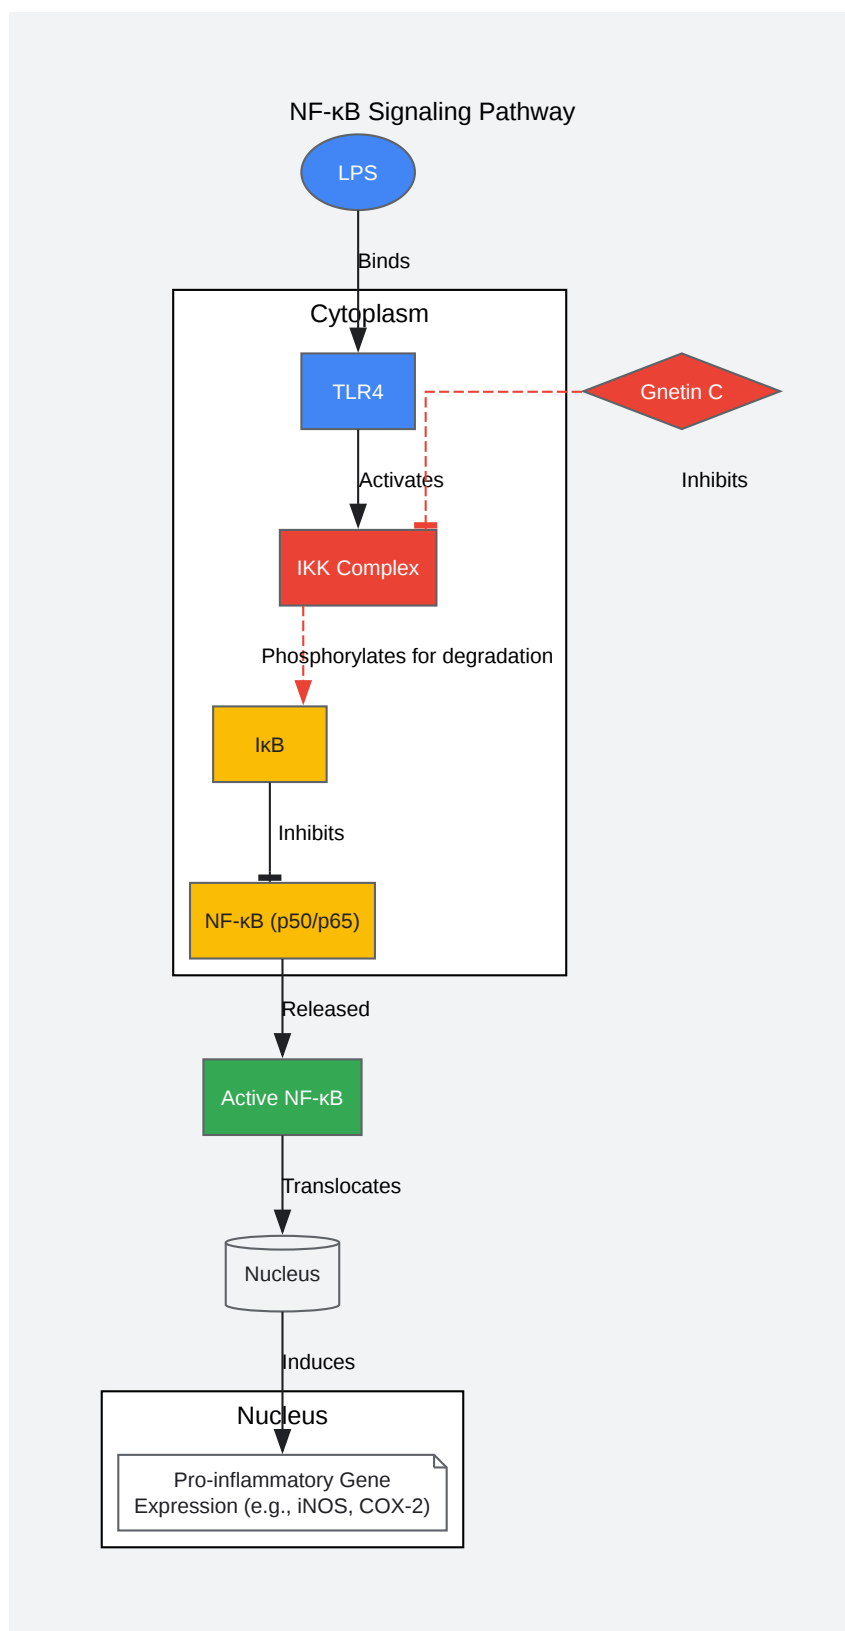 NF-κB Signaling Pathway
LPS
Binds
Cytoplasm
TLR4
Gnetin C
Activates
Inhibits
IKK Complex
Phosphorylates for degradation
IκB
Inhibits
NF-κB (p50/p65)
Released
Active NF-κB
Translocates
Nucleus
Induces
Nucleus
Pro-inflammatory Gene
Expression (e.g., iNOS, COX-2)